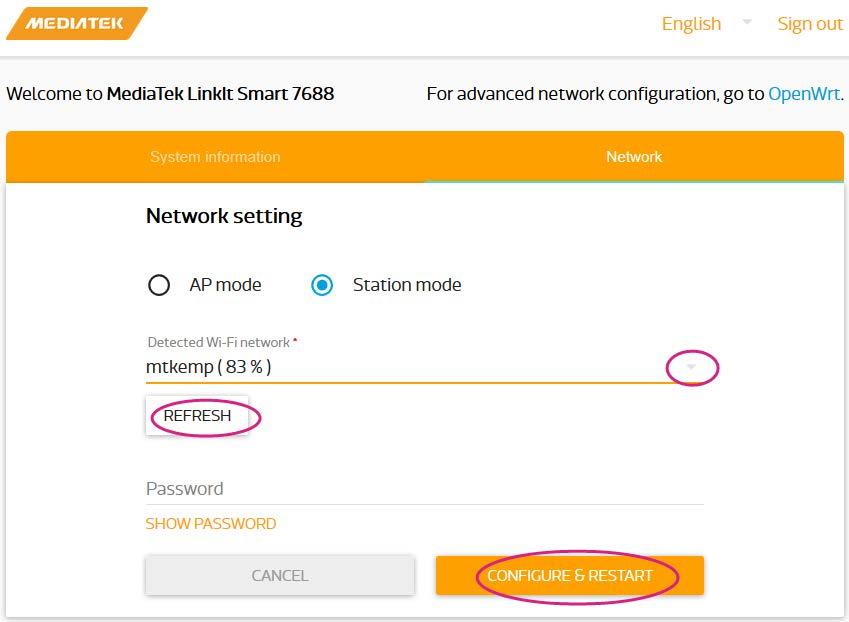 MEDIATEK
English Sign out
Welcome to MediaTek LinkIt Smart 7688 For advanced network configuration, go to OpenWrt.
System information Network
Network setting
AP mode Station mode
Detected Wi-Fi network *
mtkemp ( 83 % )
REFRESH
Password
SHOW PASSWORD
CANCEL CONFIGURE & RESTART